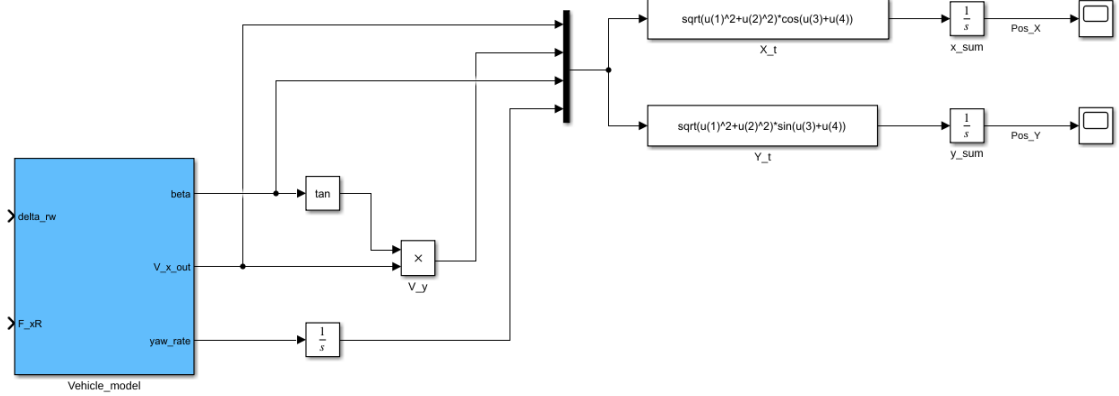 sqrt(u(1)^2+u(2)^2)*cos(u(3)+u(4))
X_t
1
s
x_sum
Pos_X
sqrt(u(1)^2+u(2)^2)*sin(u(3)+u(4))
Y_t
1
s
y_sum
Pos_Y
beta
tan
delta_rw
V_x_out
×
V_y
F_xR
yaw_rate
1
s
Vehicle_model